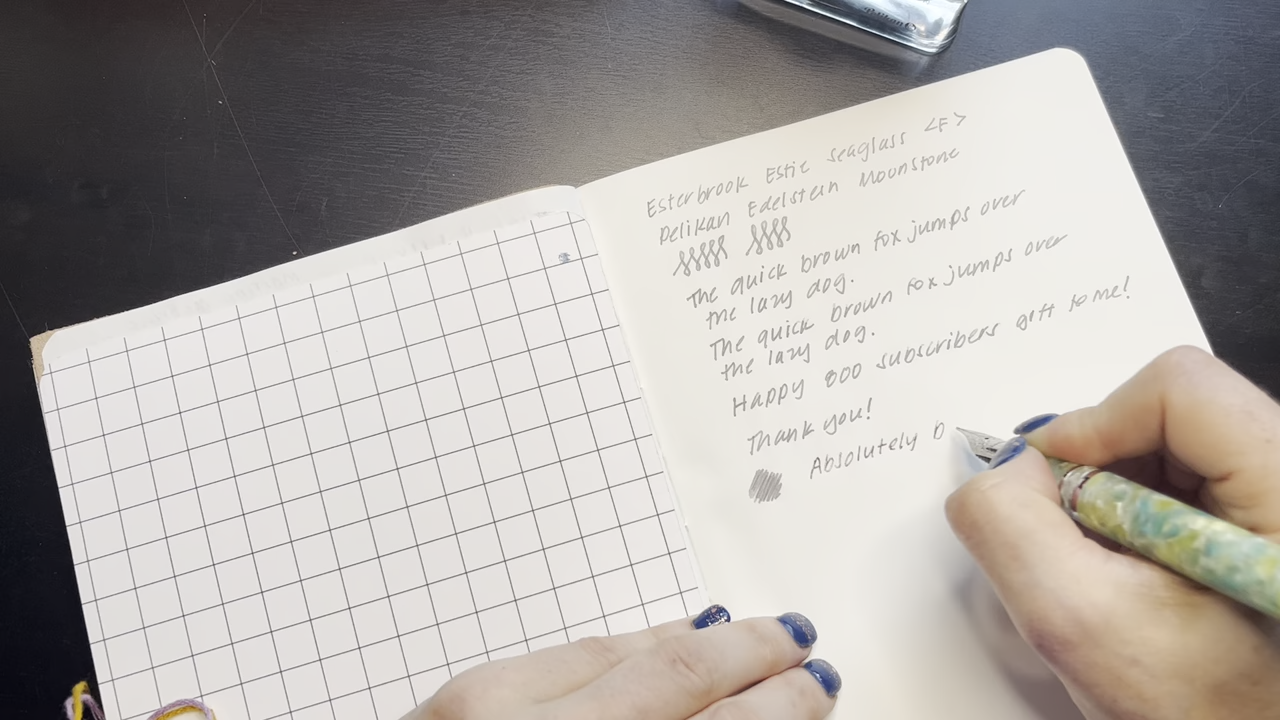 Esterbrook Estie Seaglass <F>
Pelikan Edelstein Moonstone
The quick brown fox jumps over
the lazy dog.
The quick brown fox jumps over
the lazy dog.
Happy 800 subscribers gift to me!
Thank you!
Absolutely b